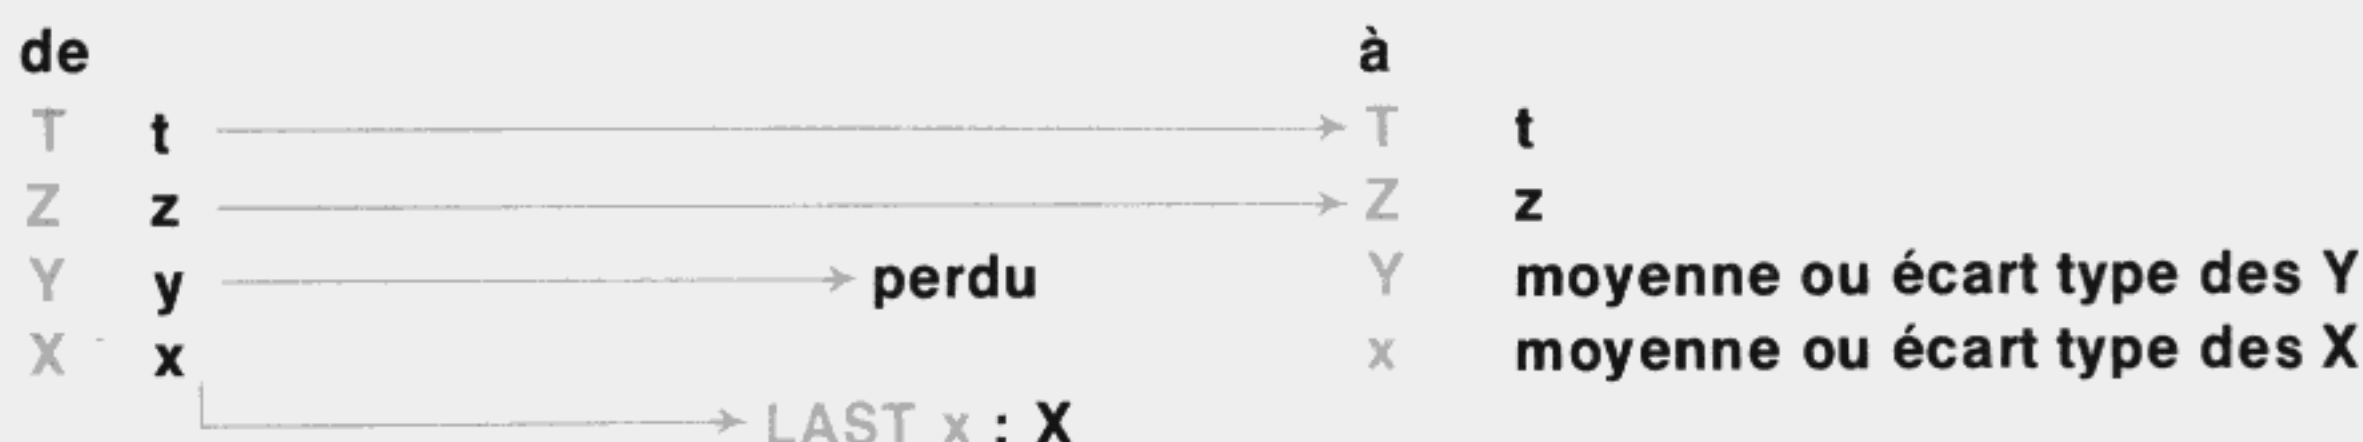 de à
T t T t
Z z Z z
Y y perdu Y moyenne ou écart type des Y
X x x moyenne ou écart type des X
LAST x : X